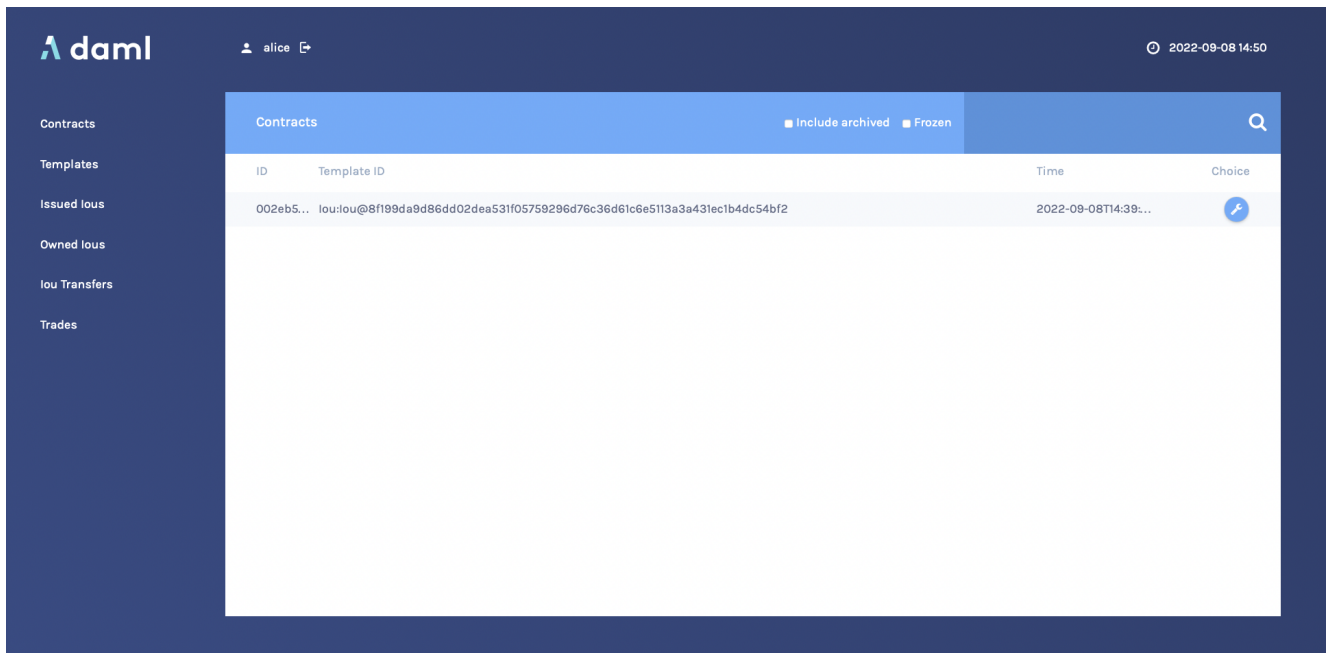 daml
alice
2022-09-08 14:50
Contracts
Templates
Issued Ious
Owned Ious
Iou Transfers
Trades
Contracts
Include archived
Frozen
ID Template ID Time Choice
002eb5... Iou:Iou@8f199da9d86dd02dea531f05759296d76c36d61c6e5113a3a431ec1b4dc54bf2 2022-09-08T14:39:...